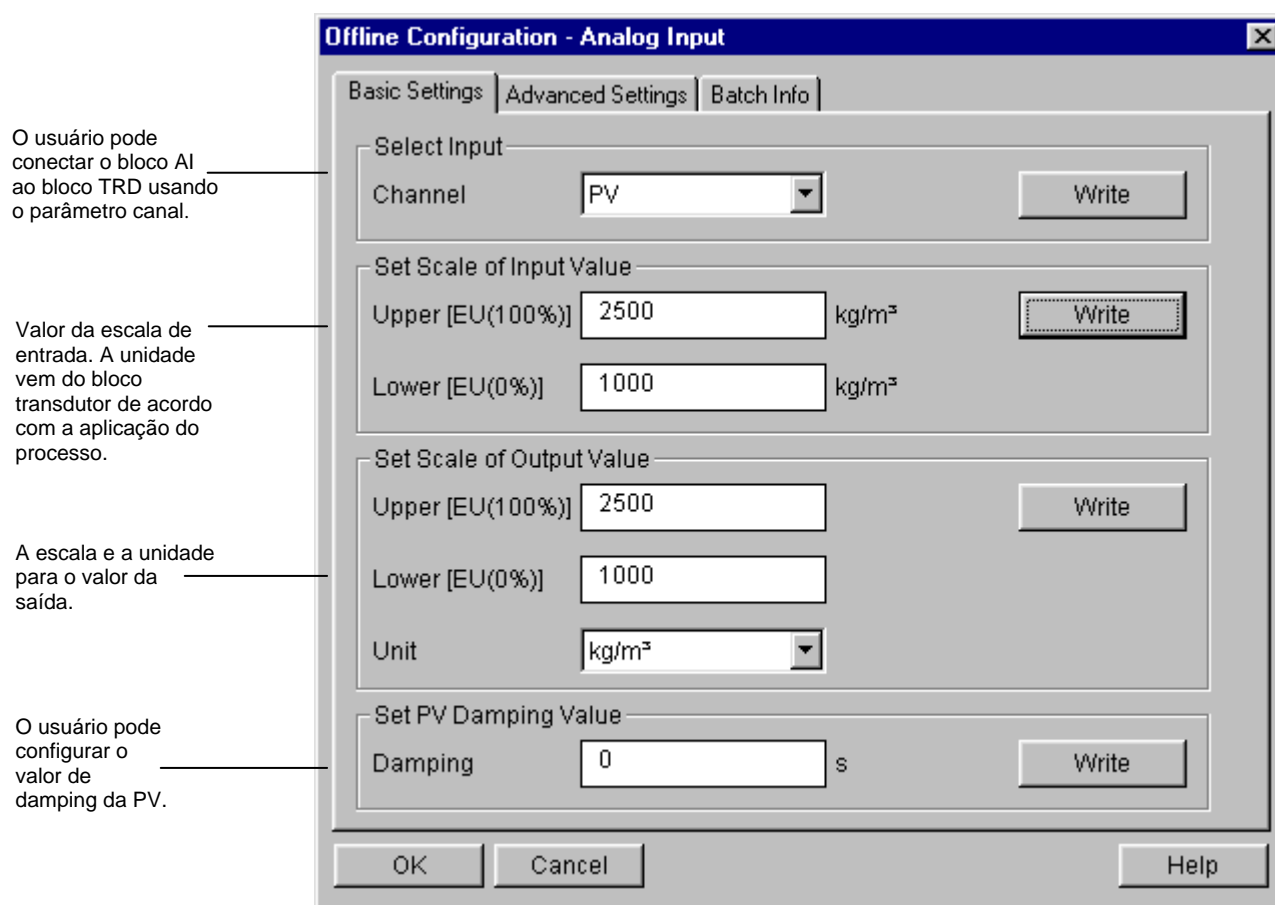 Offline Configuration - Analog Input
Basic Settings
Advanced Settings
Batch Info
O usuário pode
conectar o bloco AI
ao bloco TRD usando
o parâmetro canal.
Select Input
Channel
PV
Write
Valor da escala de
entrada. A unidade
vem do bloco
transdutor de acordo
com a aplicação do
processo.
Set Scale of Input Value
Upper [EU(100%)]
2500
kg/m³
Write
Lower [EU(0%)]
1000
kg/m³
A escala e a unidade
para o valor da
saída.
Set Scale of Output Value
Upper [EU(100%)]
2500
Write
Lower [EU(0%)]
1000
Unit
kg/m³
O usuário pode
configurar o
valor de
damping da PV.
Set PV Damping Value
Damping
0
s
Write
OK
Cancel
Help